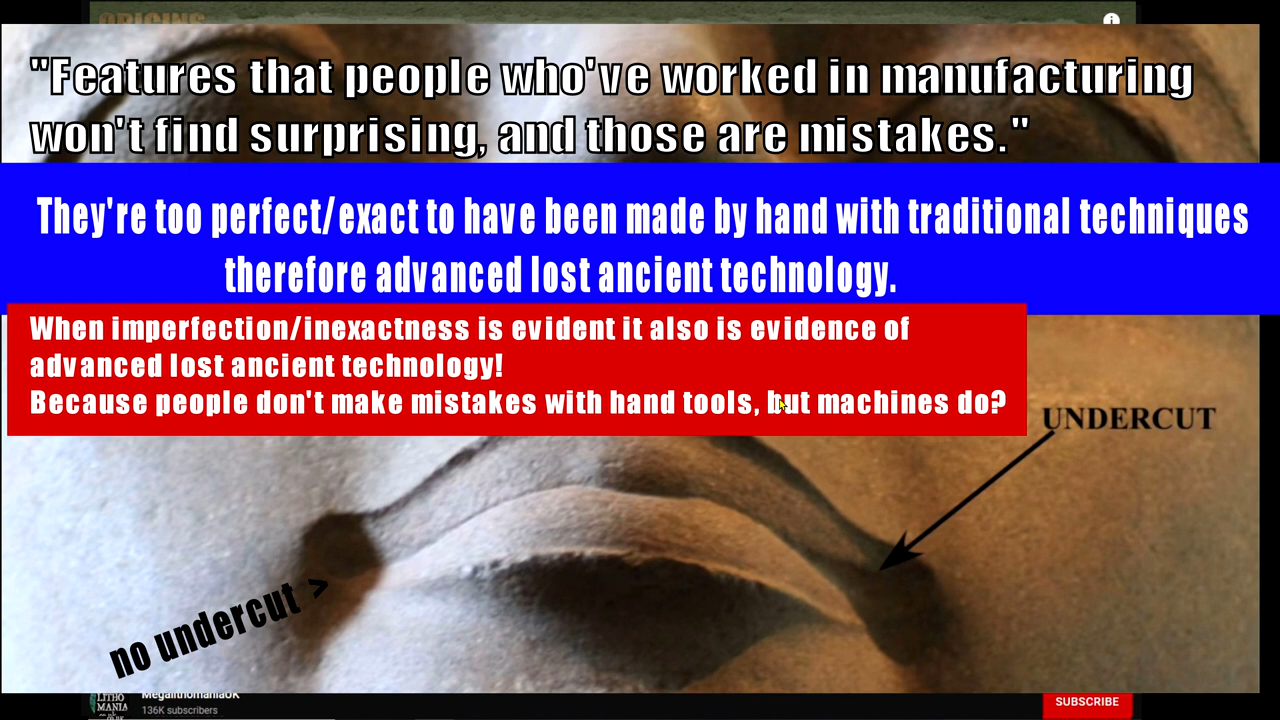 ORIGINS
"Features that people who've worked in manufacturing
won't find surprising, and those are mistakes."
They're too perfect/exact to have been made by hand with traditional techniques
therefore advanced lost ancient technology.
When imperfection/inexactness is evident it also is evidence of
advanced lost ancient technology!
Because people don't make mistakes with hand tools, but machines do?
UNDERCUT
no undercut >
LITHO
MANIA
MegalithomaniaUK
136K subscribers
SUBSCRIBE